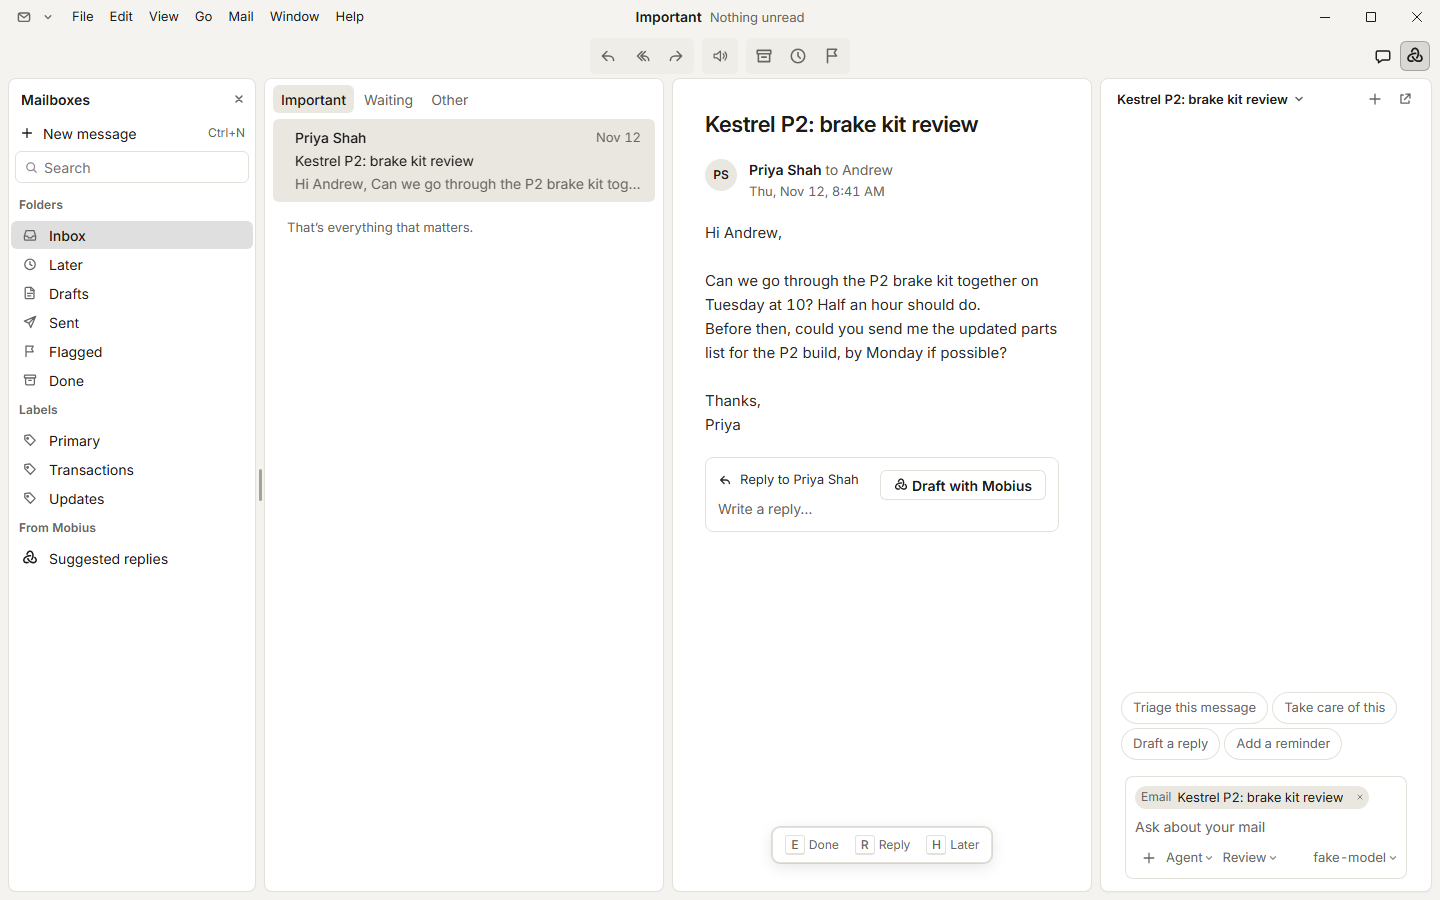 File Edit View Go Mail Window Help
Important Nothing unread
Mailboxes
New message Ctrl+N
Search
Folders
Inbox
Later
Drafts
Sent
Flagged
Done
Labels
Primary
Transactions
Updates
From Mobius
Suggested replies
Important Waiting Other
Priya Shah Nov 12
Kestrel P2: brake kit review
Hi Andrew, Can we go through the P2 brake kit tog...
That's everything that matters.
Kestrel P2: brake kit review
PS
Priya Shah to Andrew
Thu, Nov 12, 8:41 AM
Hi Andrew,
Can we go through the P2 brake kit together on
Tuesday at 10? Half an hour should do.
Before then, could you send me the updated parts
list for the P2 build, by Monday if possible?
Thanks,
Priya
Reply to Priya Shah
Draft with Mobius
Write a reply...
E Done R Reply H Later
Kestrel P2: brake kit review
Triage this message
Take care of this
Draft a reply
Add a reminder
Email Kestrel P2: brake kit review ×
Ask about your mail
Agent Review fake-model